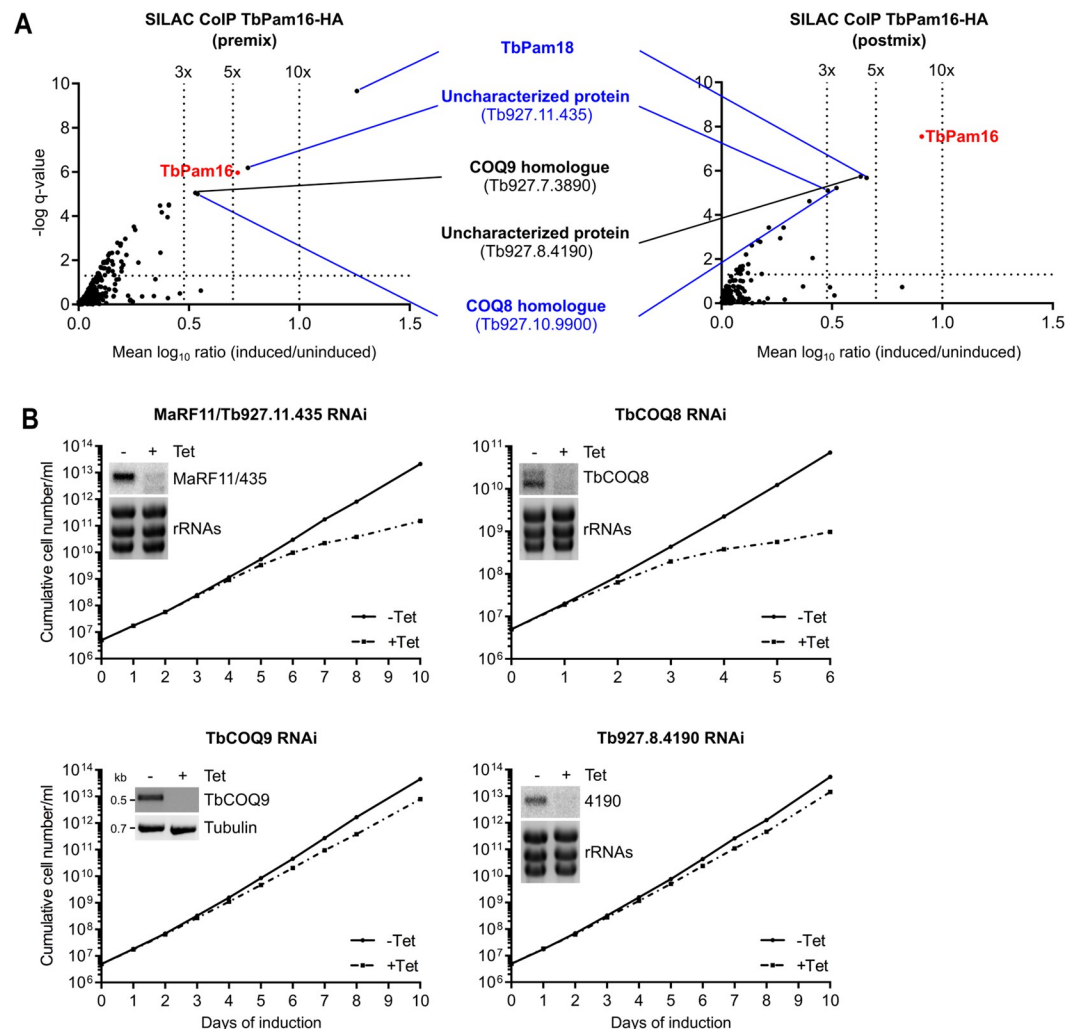 A
SILAC CoIP TbPam16-HA
(premix)
3x 5x 10x
10
8
6
4
2
0
-log q-value
TbPam16
0.0 0.5 1.0 1.5
Mean log10 ratio (induced/uninduced)
TbPam18
Uncharacterized protein
(Tb927.11.435)
COQ9 homologue
(Tb927.7.3890)
Uncharacterized protein
(Tb927.8.4190)
COQ8 homologue
(Tb927.10.9900)
SILAC CoIP TbPam16-HA
(postmix)
3x 5x 10x
10
8
6
4
2
0
TbPam16
0.0 0.5 1.0 1.5
Mean log10 ratio (induced/uninduced)
B
MaRF11/Tb927.11.435 RNAi
Cumulative cell number/ml
10^14
10^13
10^12
10^11
10^10
10^9
10^8
10^7
10^6
- + Tet
MaRF11/435
rRNAs
-Tet
+Tet
0 1 2 3 4 5 6 7 8 9 10
TbCOQ8 RNAi
10^11
10^10
10^9
10^8
10^7
10^6
- + Tet
TbCOQ8
rRNAs
-Tet
+Tet
0 1 2 3 4 5 6
TbCOQ9 RNAi
Cumulative cell number/ml
10^14
10^13
10^12
10^11
10^10
10^9
10^8
10^7
10^6
kb - + Tet
0.5 TbCOQ9
0.7 Tubulin
-Tet
+Tet
0 1 2 3 4 5 6 7 8 9 10
Days of induction
Tb927.8.4190 RNAi
10^14
10^13
10^12
10^11
10^10
10^9
10^8
10^7
10^6
- + Tet
4190
rRNAs
-Tet
+Tet
0 1 2 3 4 5 6 7 8 9 10
Days of induction